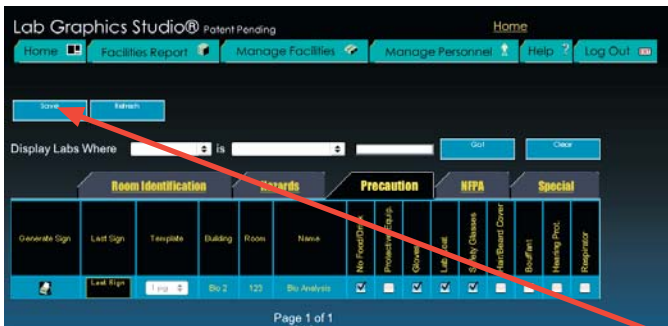 Lab Graphics Studio® Patent Pending Home
Home Facilities Report Manage Facilities Manage Personnel Help ? Log Out
Save Refresh
Display Labs Where is Go! Clear
Room Identification Hazards Precaution NFPA Special
Generate Sign Last Sign Template Building Room Name No Food/Drink Protective Equip. Gloves Lab Coat Safety Glasses Hair/Beard Cover Bouffant Hearing Prot. Respirator
Last Sign 1 pg Bio 2 123 Bio Analysis
Page 1 of 1